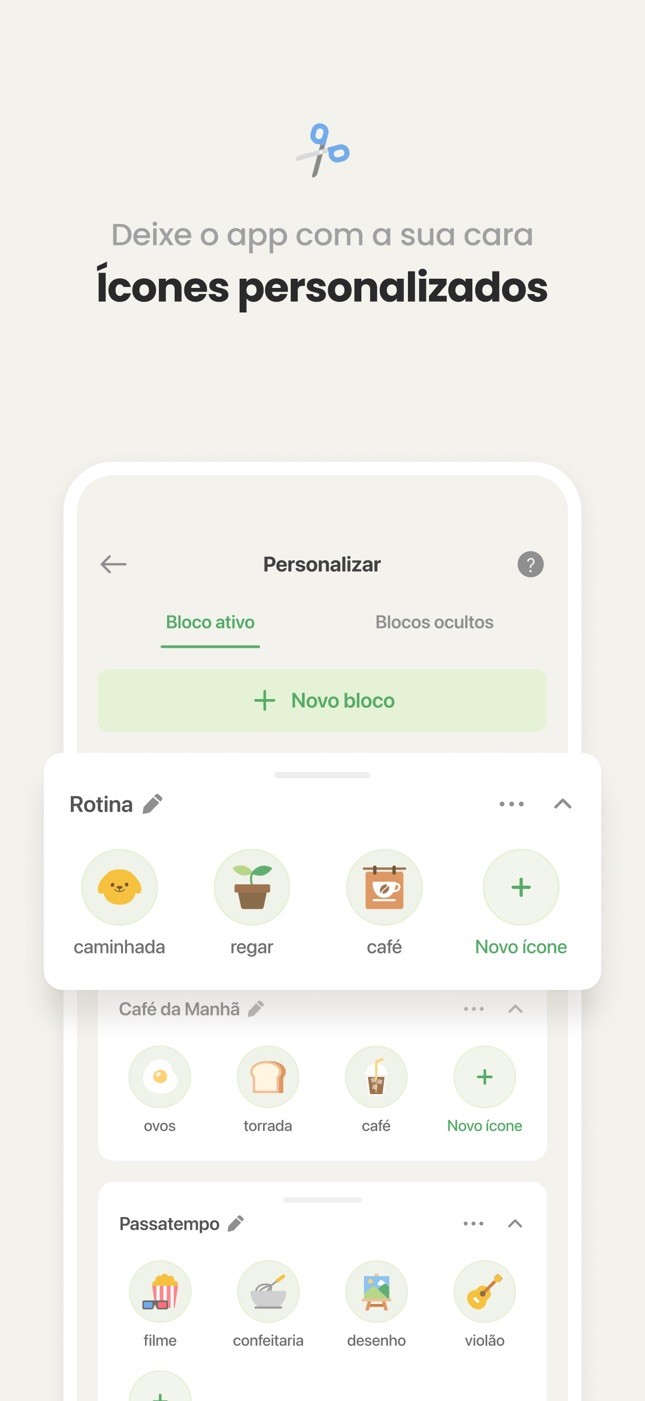 Deixe o app com a sua cara
Ícones personalizados
Personalizar
?
Bloco ativo Blocos ocultos
+ Novo bloco
Rotina
caminhada regar café Novo ícone
Café da Manhã
ovos torrada café Novo ícone
Passatempo
filme confeitaria desenho violão